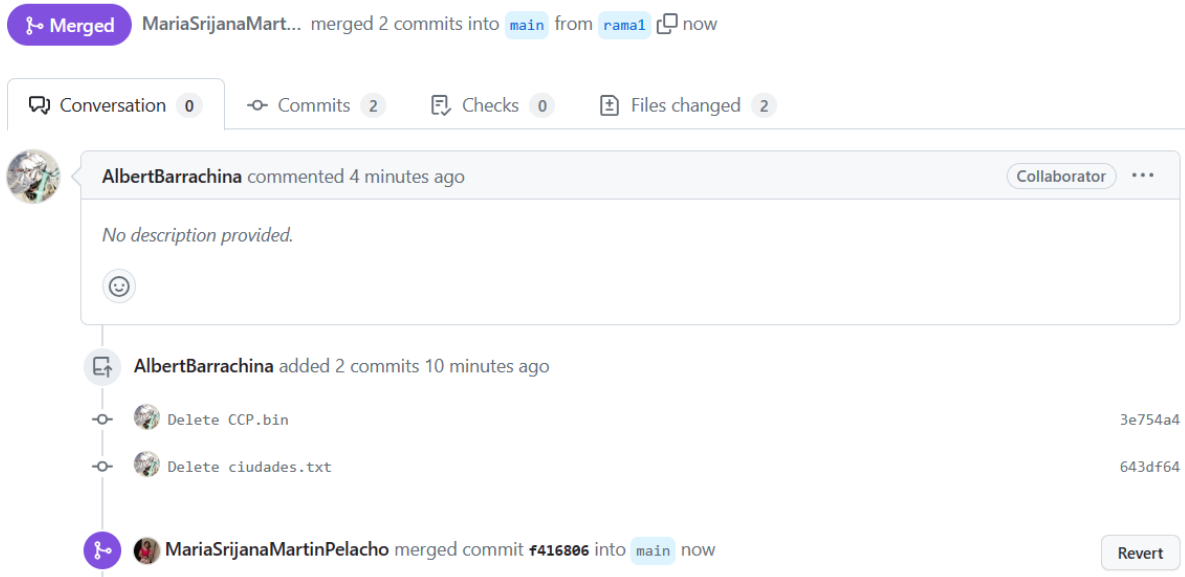 Merged MariaSrijanaMart... merged 2 commits into main from rama1 now
Conversation 0 Commits 2 Checks 0 Files changed 2
AlbertBarrachina commented 4 minutes ago Collaborator ...
No description provided.
AlbertBarrachina added 2 commits 10 minutes ago
Delete CCP.bin 3e754a4
Delete ciudades.txt 643df64
MariaSrijanaMartinPelacho merged commit f416806 into main now Revert